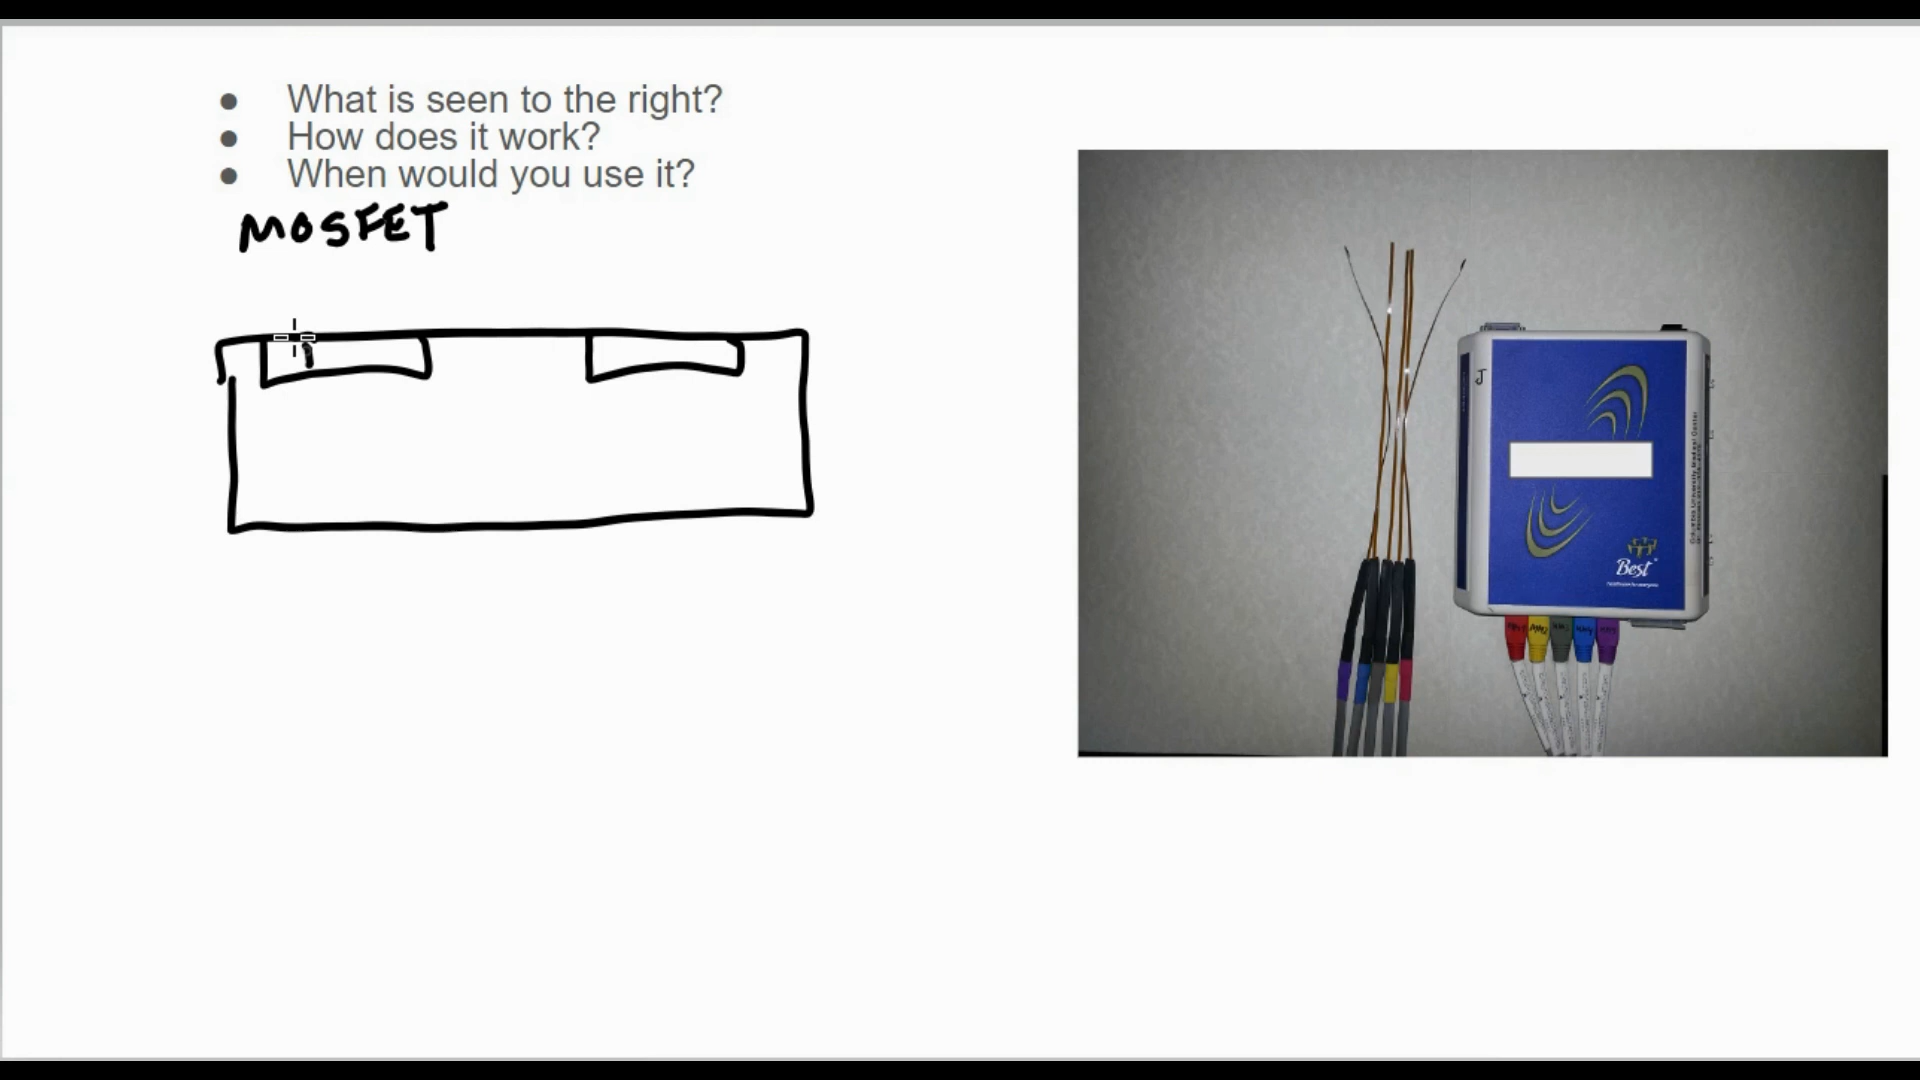 ● What is seen to the right?
● How does it work?
● When would you use it?
MOSFET
J
Best